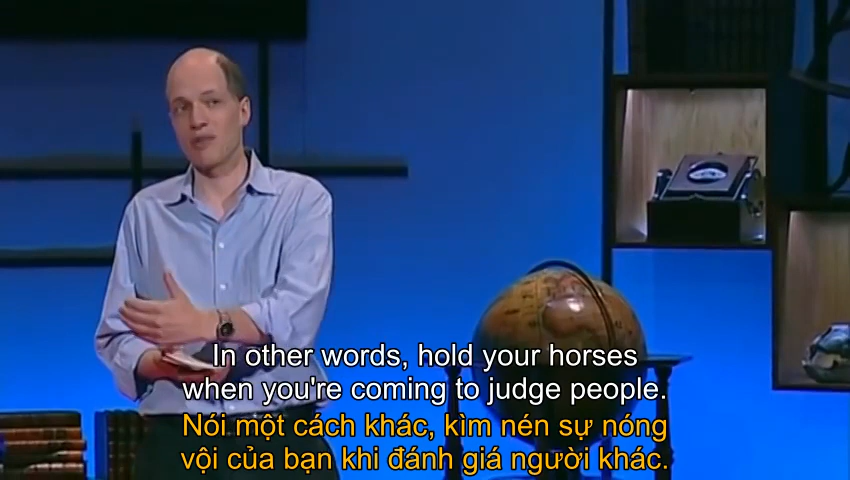 In other words, hold your horses
when you're coming to judge people.
Nói một cách khác, kìm nén sự nóng
vội của bạn khi đánh giá người khác.